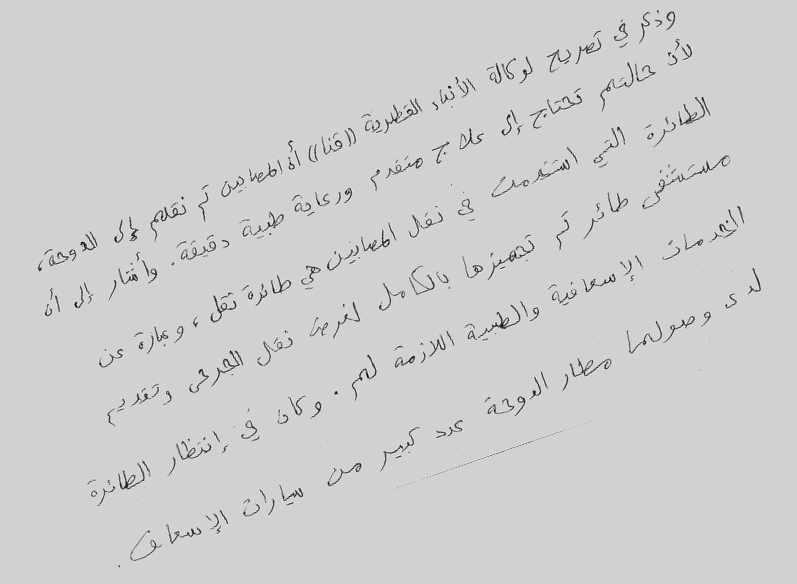 وذكر في تصريح لوكالة الأنباء القطرية ((قنا)) أن المصابين تم نقلهم إلى الدوحة،
لأن حالتهم تحتاج إلى علاج متقدم ورعاية طبية دقيقة. وأشار إلى أن
الطائرة التي استخدمت في نقل المصابين هي طائرة نقل، وعبارة عن
مستشفى طائر تم تجهيزها بالكامل لغرض نقل الجرحى وتقديم
الخدمات الإسعافية والطبية اللازمة لهم. وكان في إنتظار الطائرة
لدى وصولها مطار الدوحة عدد كبير من سيارات الإسعاف.